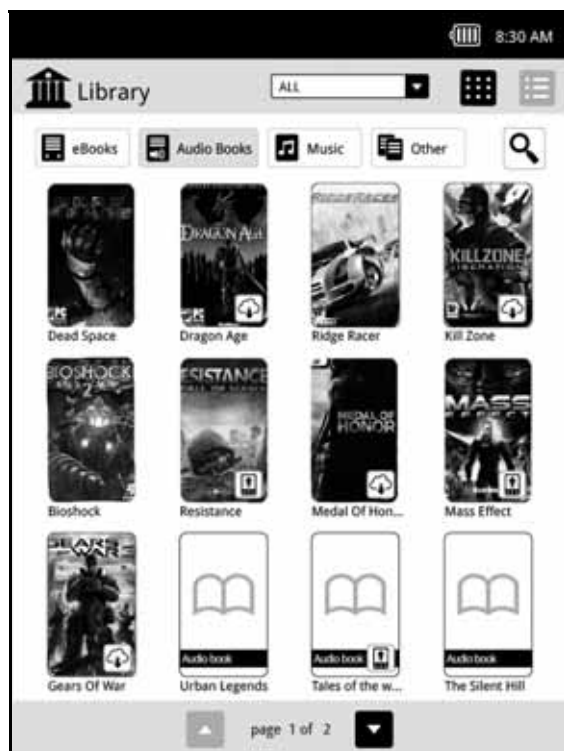 8:30 AM
Library
ALL
eBooks
Audio Books
Music
Other
DRAGON AGE
PC
RIDGE RACER
KILLZONE
LIBERATION
Dead Space
Dragon Age
Ridge Racer
Kill Zone
BIOSHOCK
2
RESISTANCE
MEDAL OF
HONOR
MASS
EFFECT
Bioshock
Resistance
Medal Of Hon...
Mass Effect
GEARS
OF WAR
Audio book
Audio book
Audio book
Gears Of War
Urban Legends
Tales of the w...
The Silent Hill
page 1 of 2